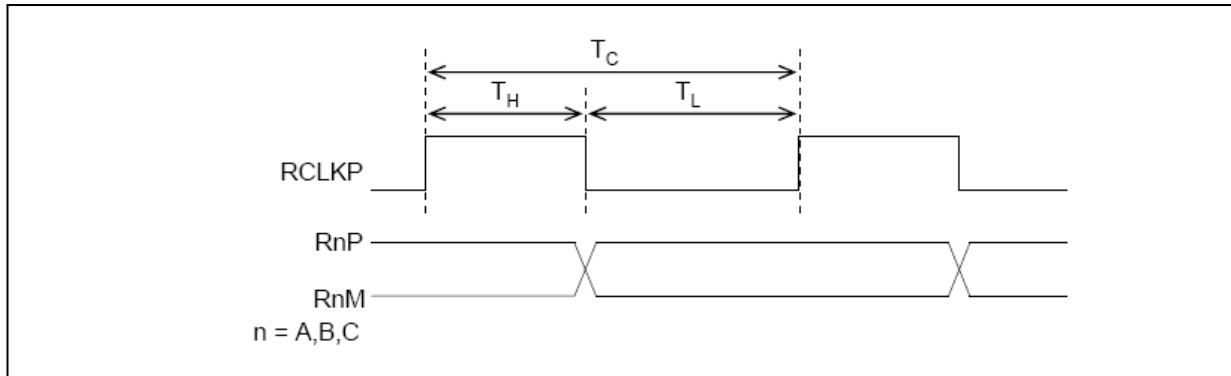 T_C
T_H T_L
RCLKP
RnP
RnM
n = A,B,C